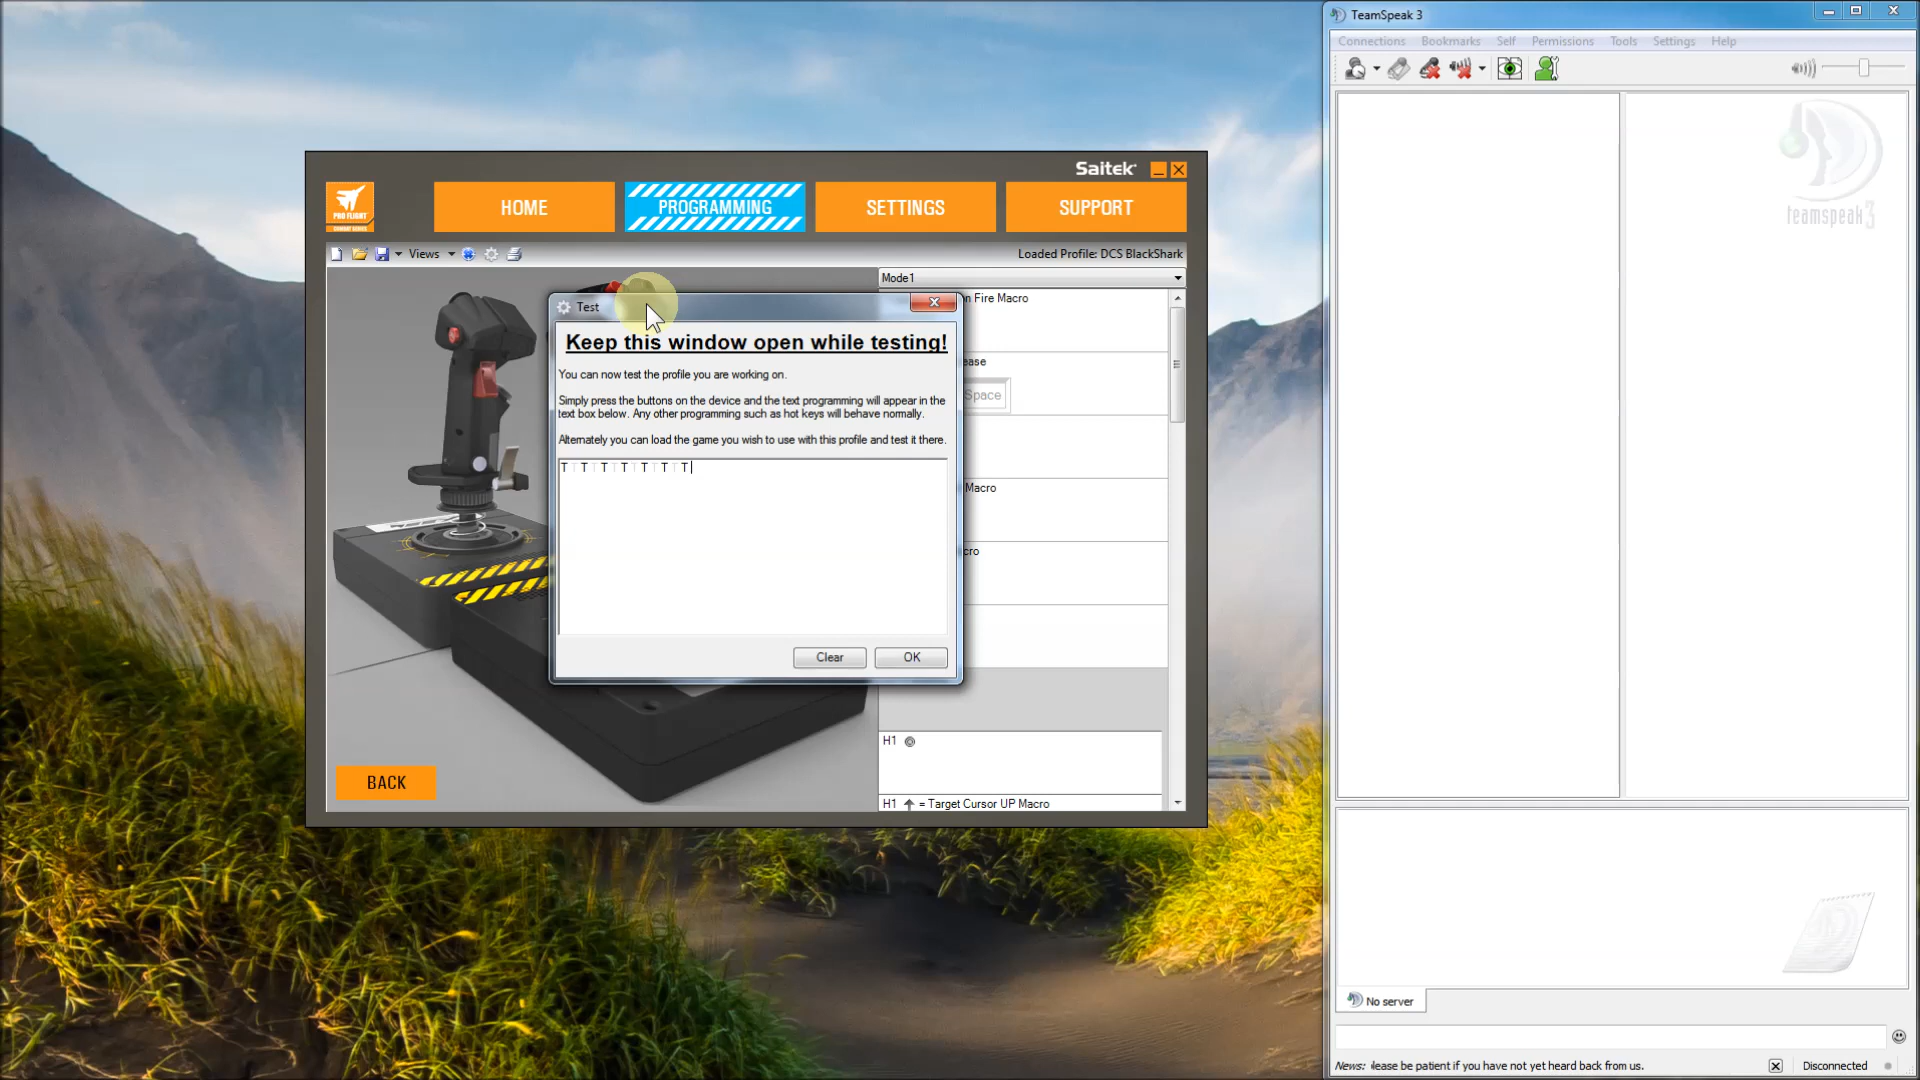 TeamSpeak 3
Connections Bookmarks Self Permissions Tools Settings Help
teamspeak3
Saitek
PRO FLIGHT
HOME PROGRAMMING SETTINGS SUPPORT
Views
Loaded Profile: DCS BlackShark
Mode1
n Fire Macro
ease
Space
Macro
cro
H1
H1 = Target Cursor UP Macro
Test
Keep this window open while testing!
You can now test the profile you are working on.
Simply press the buttons on the device and the text programming will appear in the
text box below. Any other programming such as hot keys will behave normally.
Alternately you can load the game you wish to use with this profile and test it there.
T T T T T T T
Clear OK
BACK
No server
News: lease be patient if you have not yet heard back from us.
Disconnected